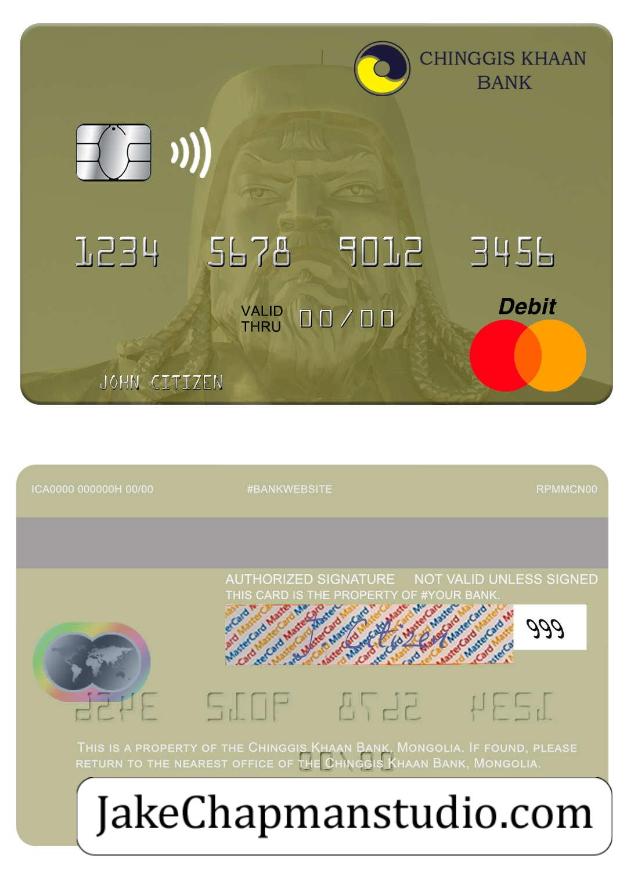 CHINGGIS KHAAN
BANK
1234 5678 9012 3456
VALID
THRU 00/00
Debit
JOHN CITIZEN
ICA0000 000000H 00/00 #BANKWEBSITE RPMMCN00
AUTHORIZED SIGNATURE NOT VALID UNLESS SIGNED
THIS CARD IS THE PROPERTY OF #YOUR BANK.
MasterCard MasterCard MasterCard
999
THIS IS A PROPERTY OF THE CHINGGIS KHAAN BANK, MONGOLIA. IF FOUND, PLEASE
RETURN TO THE NEAREST OFFICE OF THE CHINGGIS KHAAN BANK, MONGOLIA.
JakeChapmanstudio.com